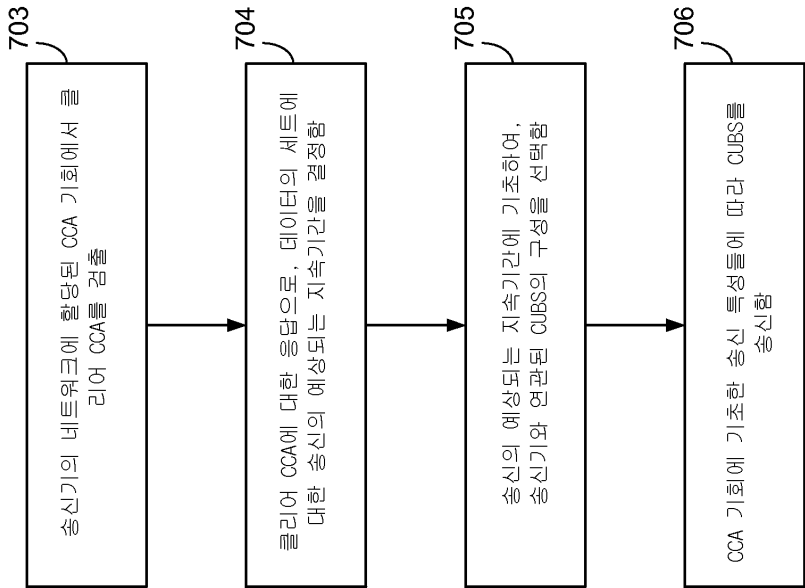 703
송신기의 네트워크에 할당된 CCA 기회에서 클
리어 CCA를 검출
704
클리어 CCA에 대한 응답으로, 데이터의 세트에
대한 송신의 예상되는 지속기간을 결정함
705
송신의 예상되는 지속기간에 기초하여,
송신기와 연관된 CUBS의 구성을 선택함
706
CCA 기회에 기초한 송신 특성들에 따라 CUBS를
송신함